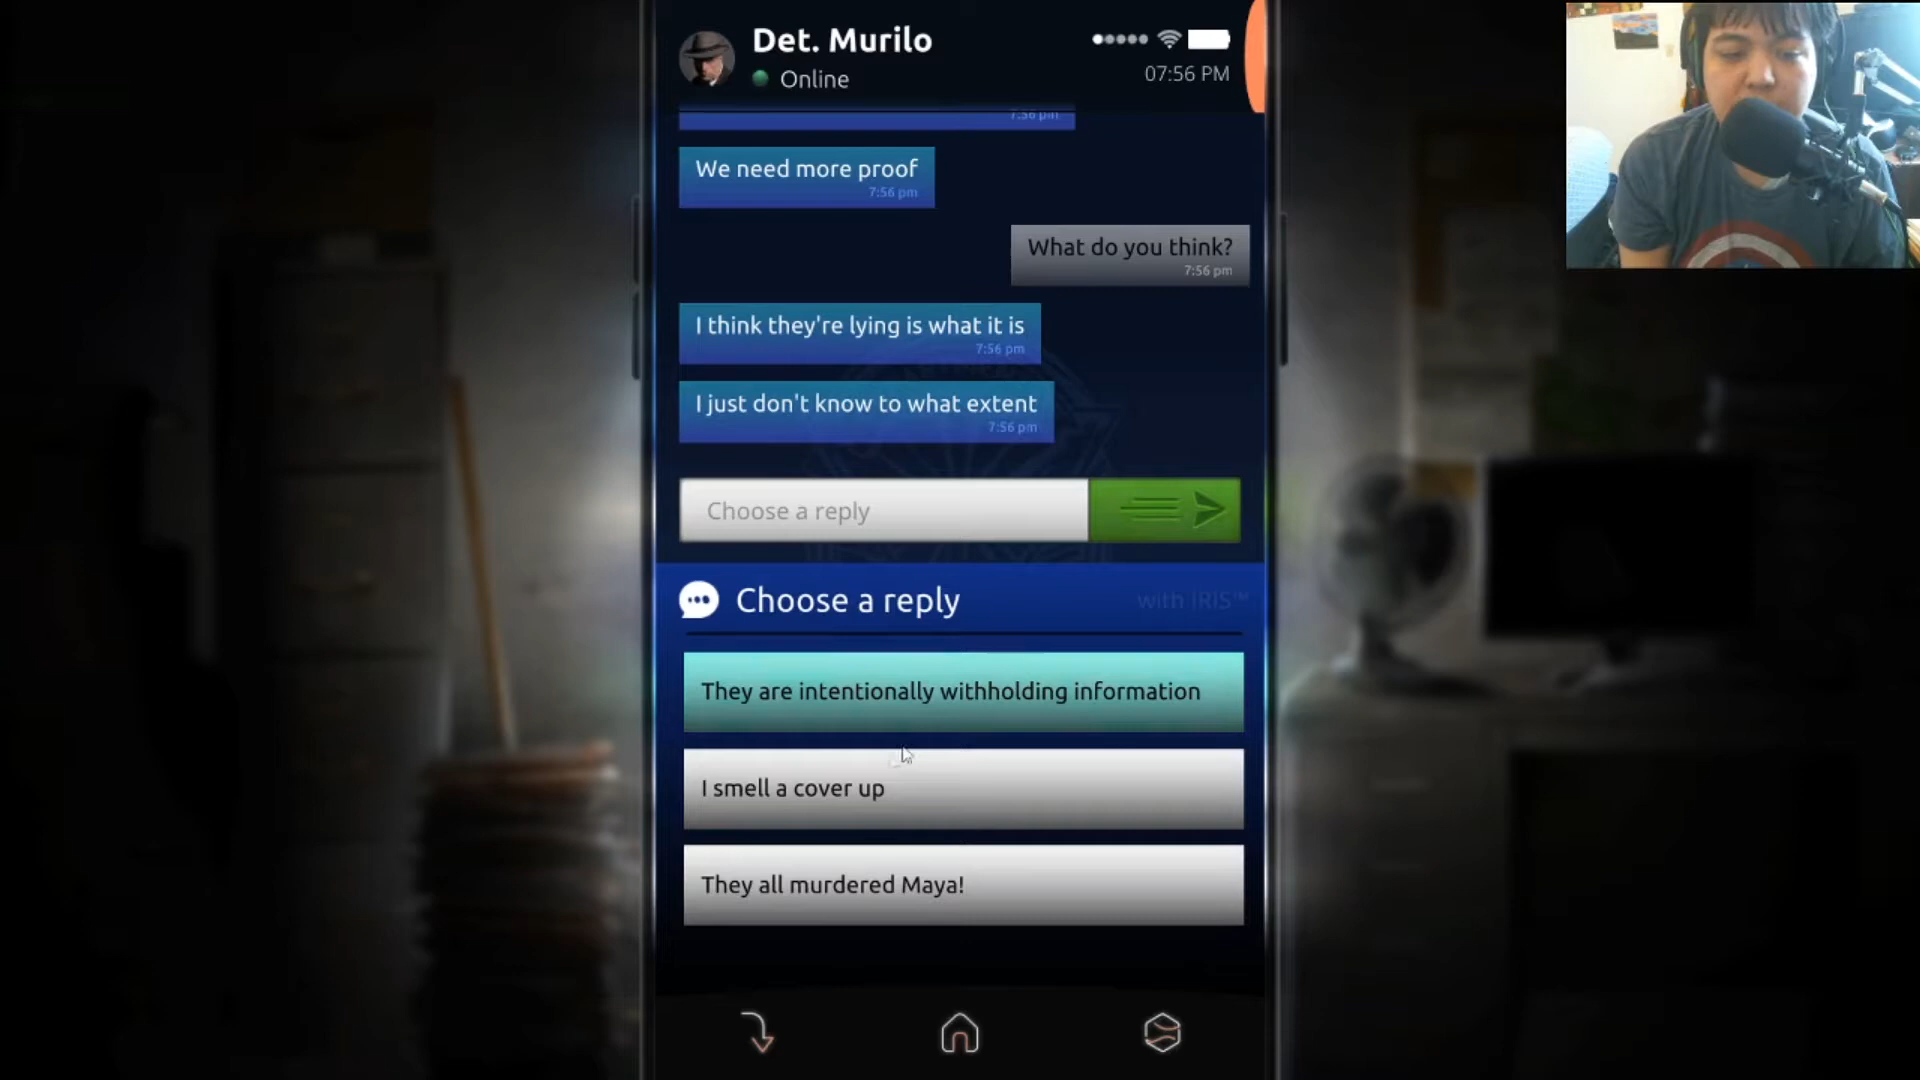 Det. Murilo
Online
07:56 PM
7:56 pm
We need more proof
7:56 pm
What do you think?
7:56 pm
I think they're lying is what it is
7:56 pm
I just don't know to what extent
7:56 pm
Choose a reply
Choose a reply
with IRIS™
They are intentionally withholding information
I smell a cover up
They all murdered Maya!